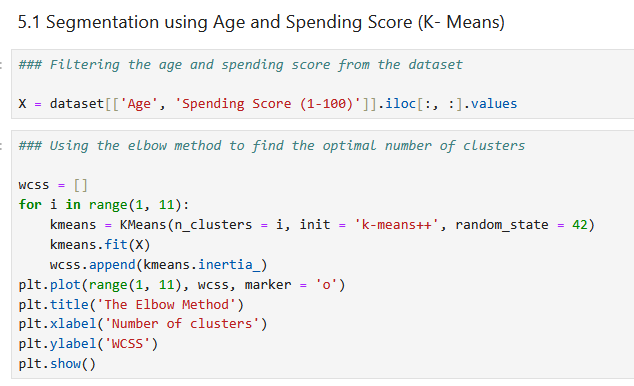 5.1 Segmentation using Age and Spending Score (K- Means)
### Filtering the age and spending score from the dataset
X = dataset[['Age', 'Spending Score (1-100)']].iloc[:, :].values
### Using the elbow method to find the optimal number of clusters
wcss = []
for i in range(1, 11):
    kmeans = KMeans(n_clusters = i, init = 'k-means++', random_state = 42)
    kmeans.fit(X)
    wcss.append(kmeans.inertia_)
plt.plot(range(1, 11), wcss, marker = 'o')
plt.title('The Elbow Method')
plt.xlabel('Number of clusters')
plt.ylabel('WCSS')
plt.show()